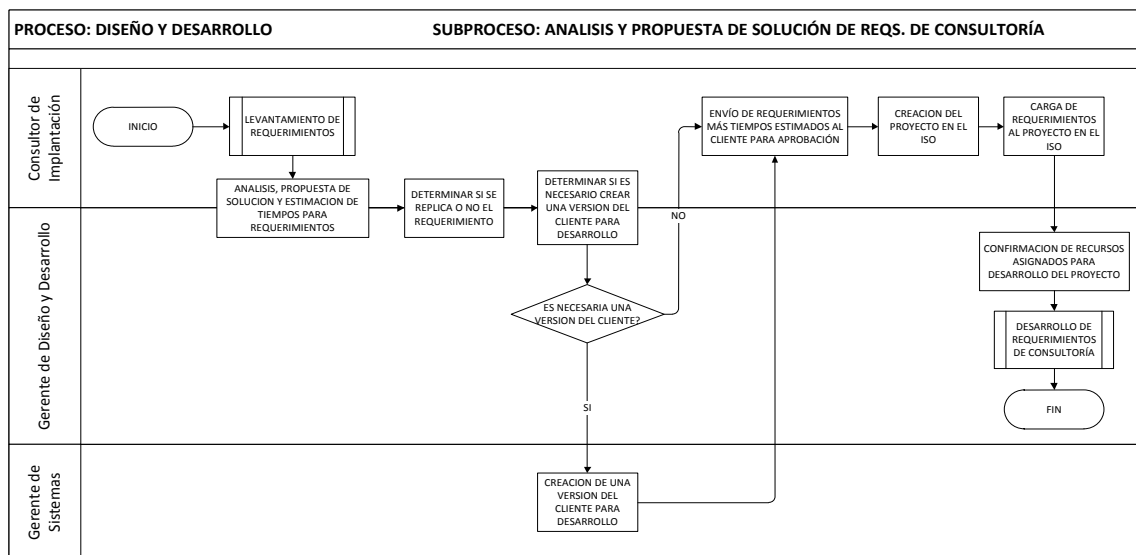 PROCESO: DISEÑO Y DESARROLLO
SUBPROCESO: ANALISIS Y PROPUESTA DE SOLUCIÓN DE REQS. DE CONSULTORÍA
Consultor de
Implantación
INICIO
LEVANTAMIENTO DE
REQUERIMIENTOS
ANALISIS, PROPUESTA DE
SOLUCION Y ESTIMACION DE
TIEMPOS PARA
REQUERIMIENTOS
DETERMINAR SI SE
REPLICA O NO EL
REQUERIMIENTO
DETERMINAR SI ES
NECESARIO CREAR
UNA VERSION DEL
CLIENTE PARA
DESARROLLO
ENVÍO DE REQUERIMIENTOS
MÁS TIEMPOS ESTIMADOS AL
CLIENTE PARA APROBACIÓN
CREACION DEL
PROYECTO EN EL
ISO
CARGA DE
REQUERIMIENTOS
AL PROYECTO EN EL
ISO
Gerente de Diseño y Desarrollo
NO
ES NECESARIA UNA
VERSION DEL CLIENTE?
SI
CONFIRMACION DE RECURSOS
ASIGNADOS PARA
DESARROLLO DEL PROYECTO
DESARROLLO DE
REQUERIMIENTOS
DE CONSULTORÍA
FIN
Gerente de
Sistemas
CREACION DE UNA
VERSION DEL
CLIENTE PARA
DESARROLLO